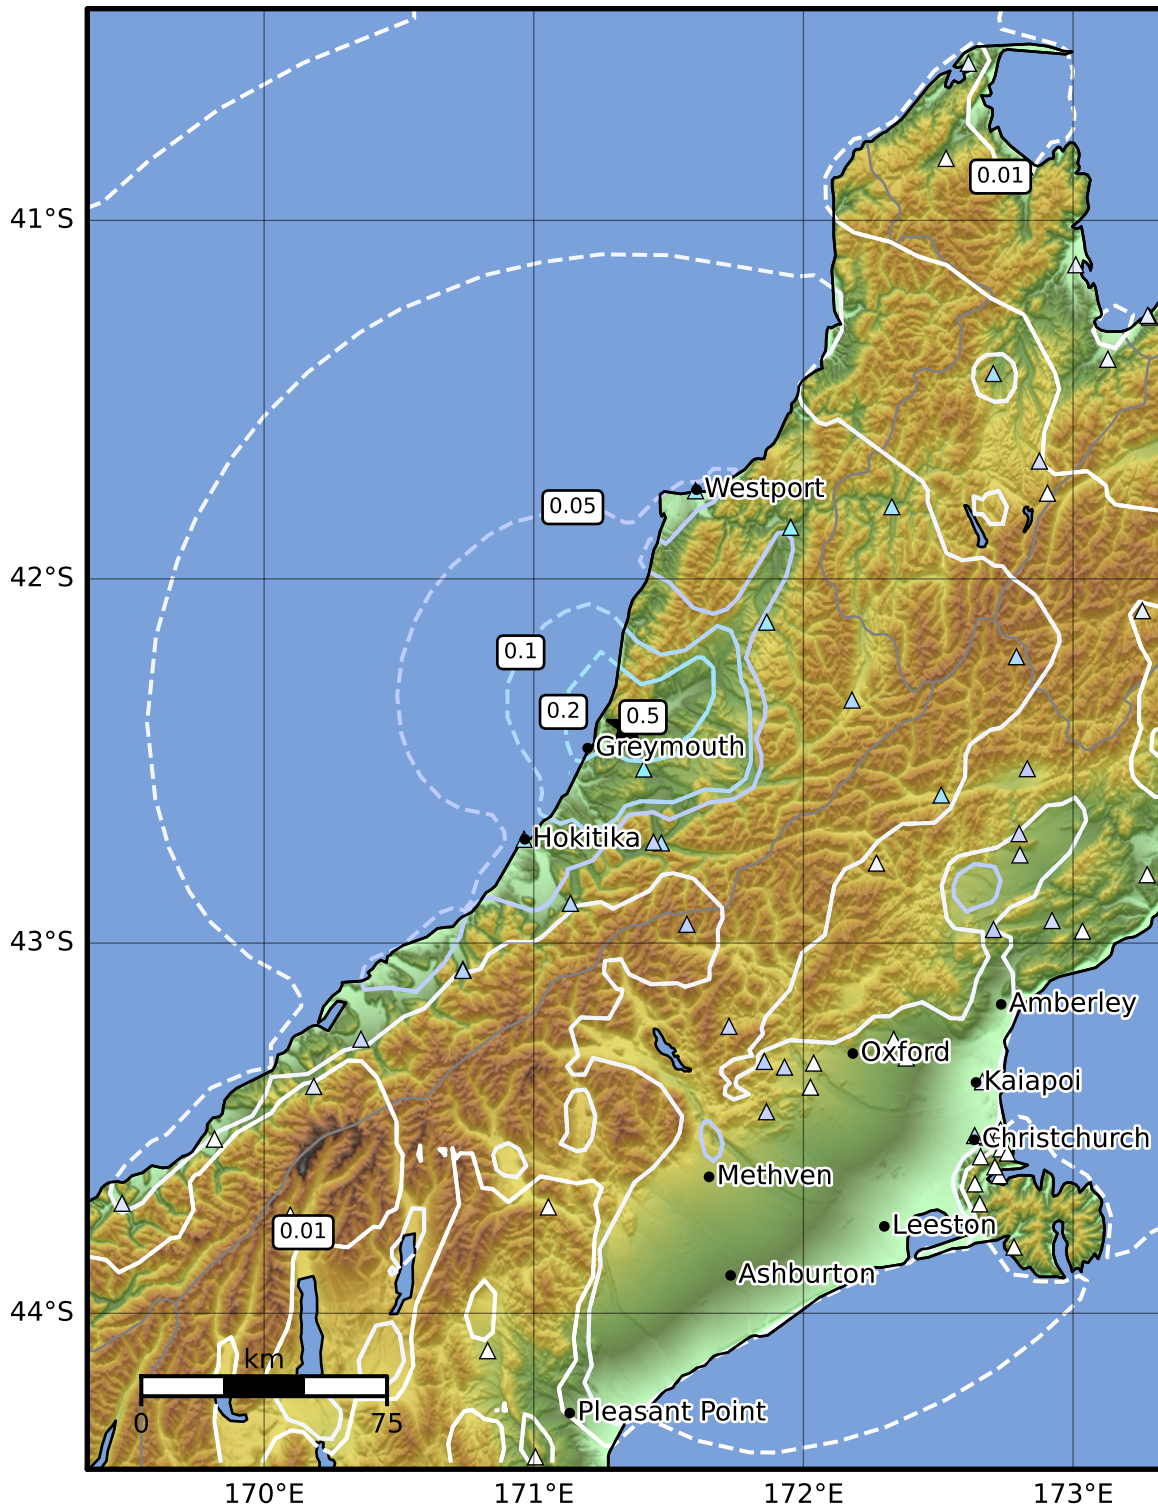 0.01
41°S
Westport
0.05
42°S
0.1
0.2
0.5
Greymouth
Hokitika
43°S
Amberley
Oxford
Kaiapoi
Christchurch
Methven
Leeston
0.01
Ashburton
44°S
km
0
75
Pleasant Point
170°E
171°E
172°E
173°E